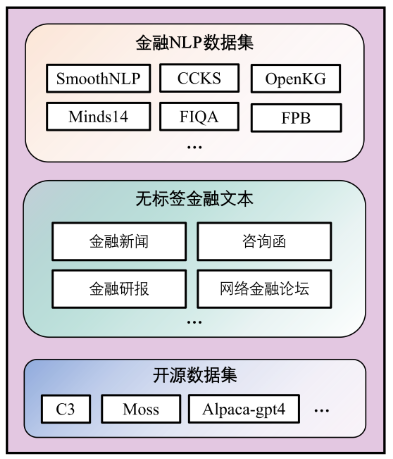 金融NLP数据集
SmoothNLP CCKS OpenKG
Minds14 FIQA FPB
...
无标签金融文本
金融新闻 咨询函
金融研报 网络金融论坛
...
开源数据集
C3 Moss Alpaca-gpt4 ...